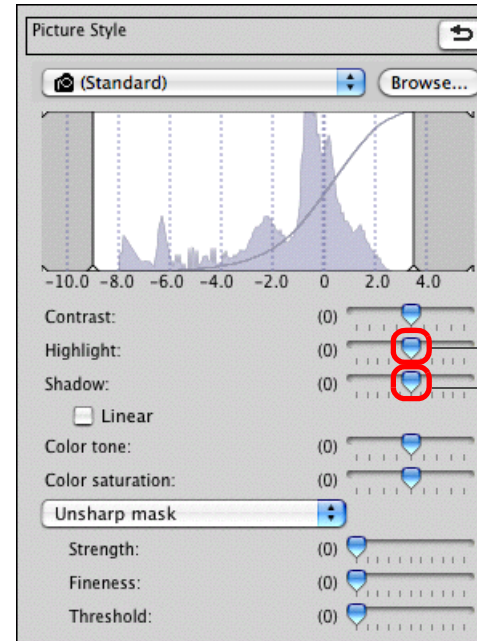 Picture Style
(Standard)
Browse...
-10.0 -8.0 -6.0 -4.0 -2.0 0 2.0 4.0
Contrast: (0)
Highlight: (0)
Shadow: (0)
Linear
Color tone: (0)
Color saturation: (0)
Unsharp mask
Strength: (0)
Fineness: (0)
Threshold: (0)